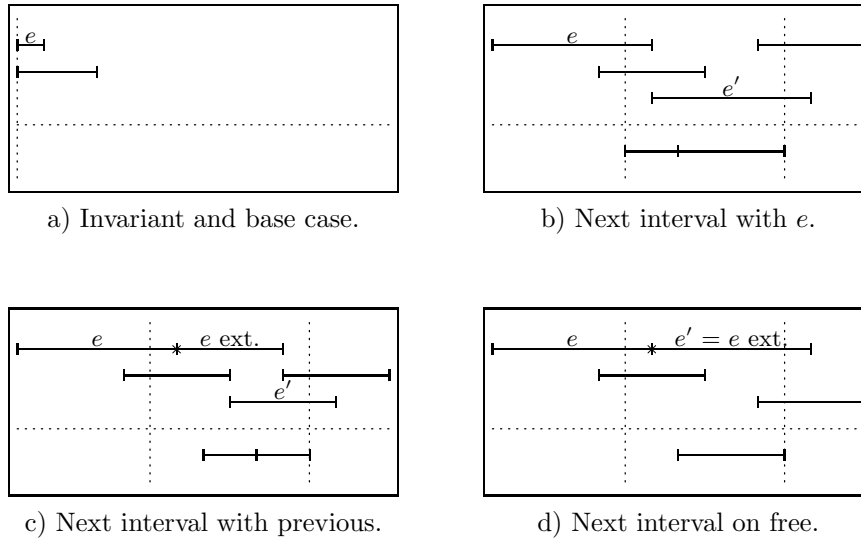 e
e
e'
a) Invariant and base case.
b) Next interval with e.
e
e ext.
e'
e
e' = e ext.
c) Next interval with previous.
d) Next interval on free.